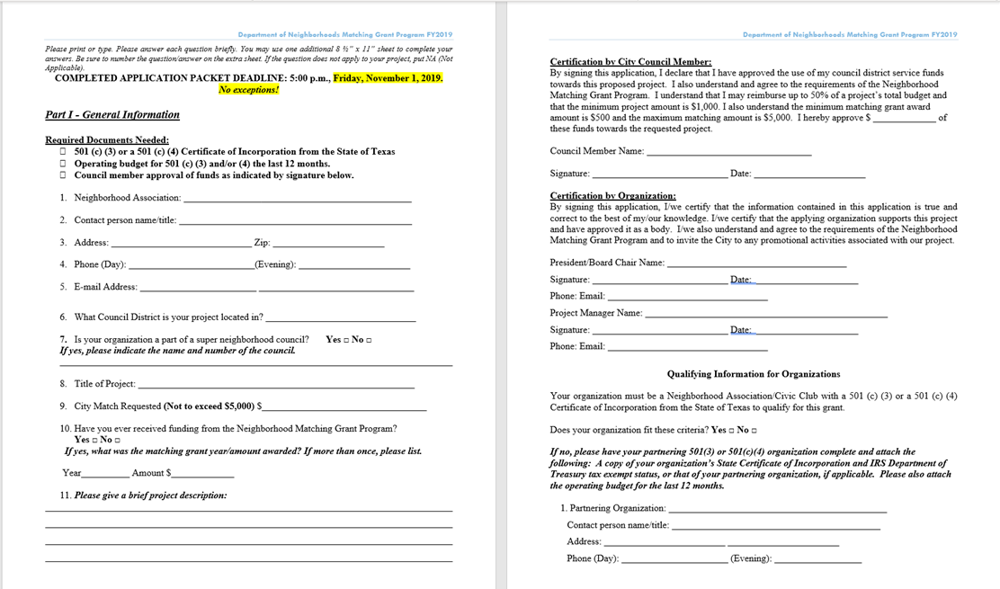 Department of Neighborhoods Matching Grant Program FY2019
Please print or type. Please answer each question briefly. You may use one additional 8 ½" x 11" sheet to complete your
answers. Be sure to number the question/answer on the extra sheet. If the question does not apply to your project, put NA (Not
Applicable).
COMPLETED APPLICATION PACKET DEADLINE: 5:00 p.m., Friday, November 1, 2019.
No exceptions!
Part I - General Information
Required Documents Needed:
□ 501 (c) (3) or a 501 (c) (4) Certificate of Incorporation from the State of Texas
□ Operating budget for 501 (c) (3) and/or (4) the last 12 months.
□ Council member approval of funds as indicated by signature below.
1. Neighborhood Association: ____________________
2. Contact person name/title: ____________________
3. Address: ____________________ Zip: ____________________
4. Phone (Day): ____________________(Evening): ____________________
5. E-mail Address: ____________________ ____________________
6. What Council District is your project located in? ____________________
7. Is your organization a part of a super neighborhood council? Yes □ No □
If yes, please indicate the name and number of the council.
8. Title of Project: ____________________
9. City Match Requested (Not to exceed $5,000) $____________________
10. Have you ever received funding from the Neighborhood Matching Grant Program?
Yes □ No □
If yes, what was the matching grant year/amount awarded? If more than once, please list.
Year__________ Amount $____________
11. Please give a brief project description:
Department of Neighborhoods Matching Grant Program FY2019
Certification by City Council Member:
By signing this application, I declare that I have approved the use of my council district service funds
towards this proposed project. I also understand and agree to the requirements of the Neighborhood
Matching Grant Program. I understand that I may reimburse up to 50% of a project's total budget and
that the minimum project amount is $1,000. I also understand the minimum matching grant award
amount is $500 and the maximum matching amount is $5,000. I hereby approve $ ____________ of
these funds towards the requested project.
Council Member Name: ____________________
Signature: ____________________ Date: ____________________
Certification by Organization:
By signing this application, I/we certify that the information contained in this application is true and
correct to the best of my/our knowledge. I/we certify that the applying organization supports this project
and have approved it as a body. I/we also understand and agree to the requirements of the Neighborhood
Matching Grant Program and to invite the City to any promotional activities associated with our project.
President/Board Chair Name: ____________________
Signature: ____________________ Date: ____________________
Phone: Email: ____________________
Project Manager Name: ____________________
Signature: ____________________ Date: ____________________
Phone: Email: ____________________
Qualifying Information for Organizations
Your organization must be a Neighborhood Association/Civic Club with a 501 (c) (3) or a 501 (c) (4)
Certificate of Incorporation from the State of Texas to qualify for this grant.
Does your organization fit these criteria? Yes □ No □
If no, please have your partnering 501(3) or 501(c)(4) organization complete and attach the
following: A copy of your organization's State Certificate of Incorporation and IRS Department of
Treasury tax exempt status, or that of your partnering organization, if applicable. Please also attach
the operating budget for the last 12 months.
1. Partnering Organization: ____________________
Contact person name/title: ____________________
Address: ____________________ ____________________
Phone (Day): ____________________ (Evening): ____________________